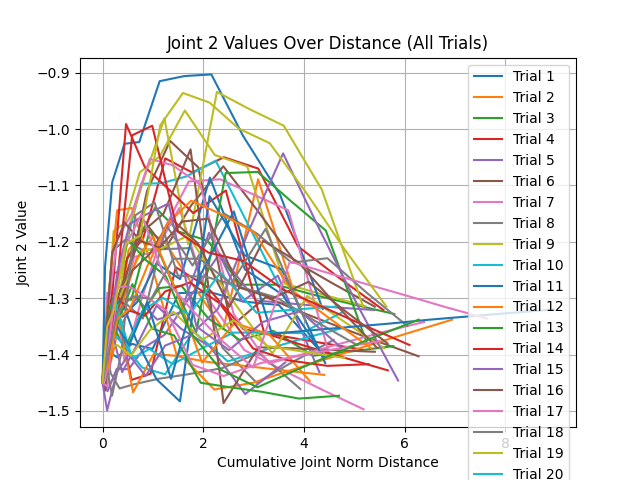 Joint 2 Values Over Distance (All Trials)
Joint 2 Value
−0.9
−1.0
−1.1
−1.2
−1.3
−1.4
−1.5
0
2
4
6
8
Cumulative Joint Norm Distance
Trial 1
Trial 2
Trial 3
Trial 4
Trial 5
Trial 6
Trial 7
Trial 8
Trial 9
Trial 10
Trial 11
Trial 12
Trial 13
Trial 14
Trial 15
Trial 16
Trial 17
Trial 18
Trial 19
Trial 20